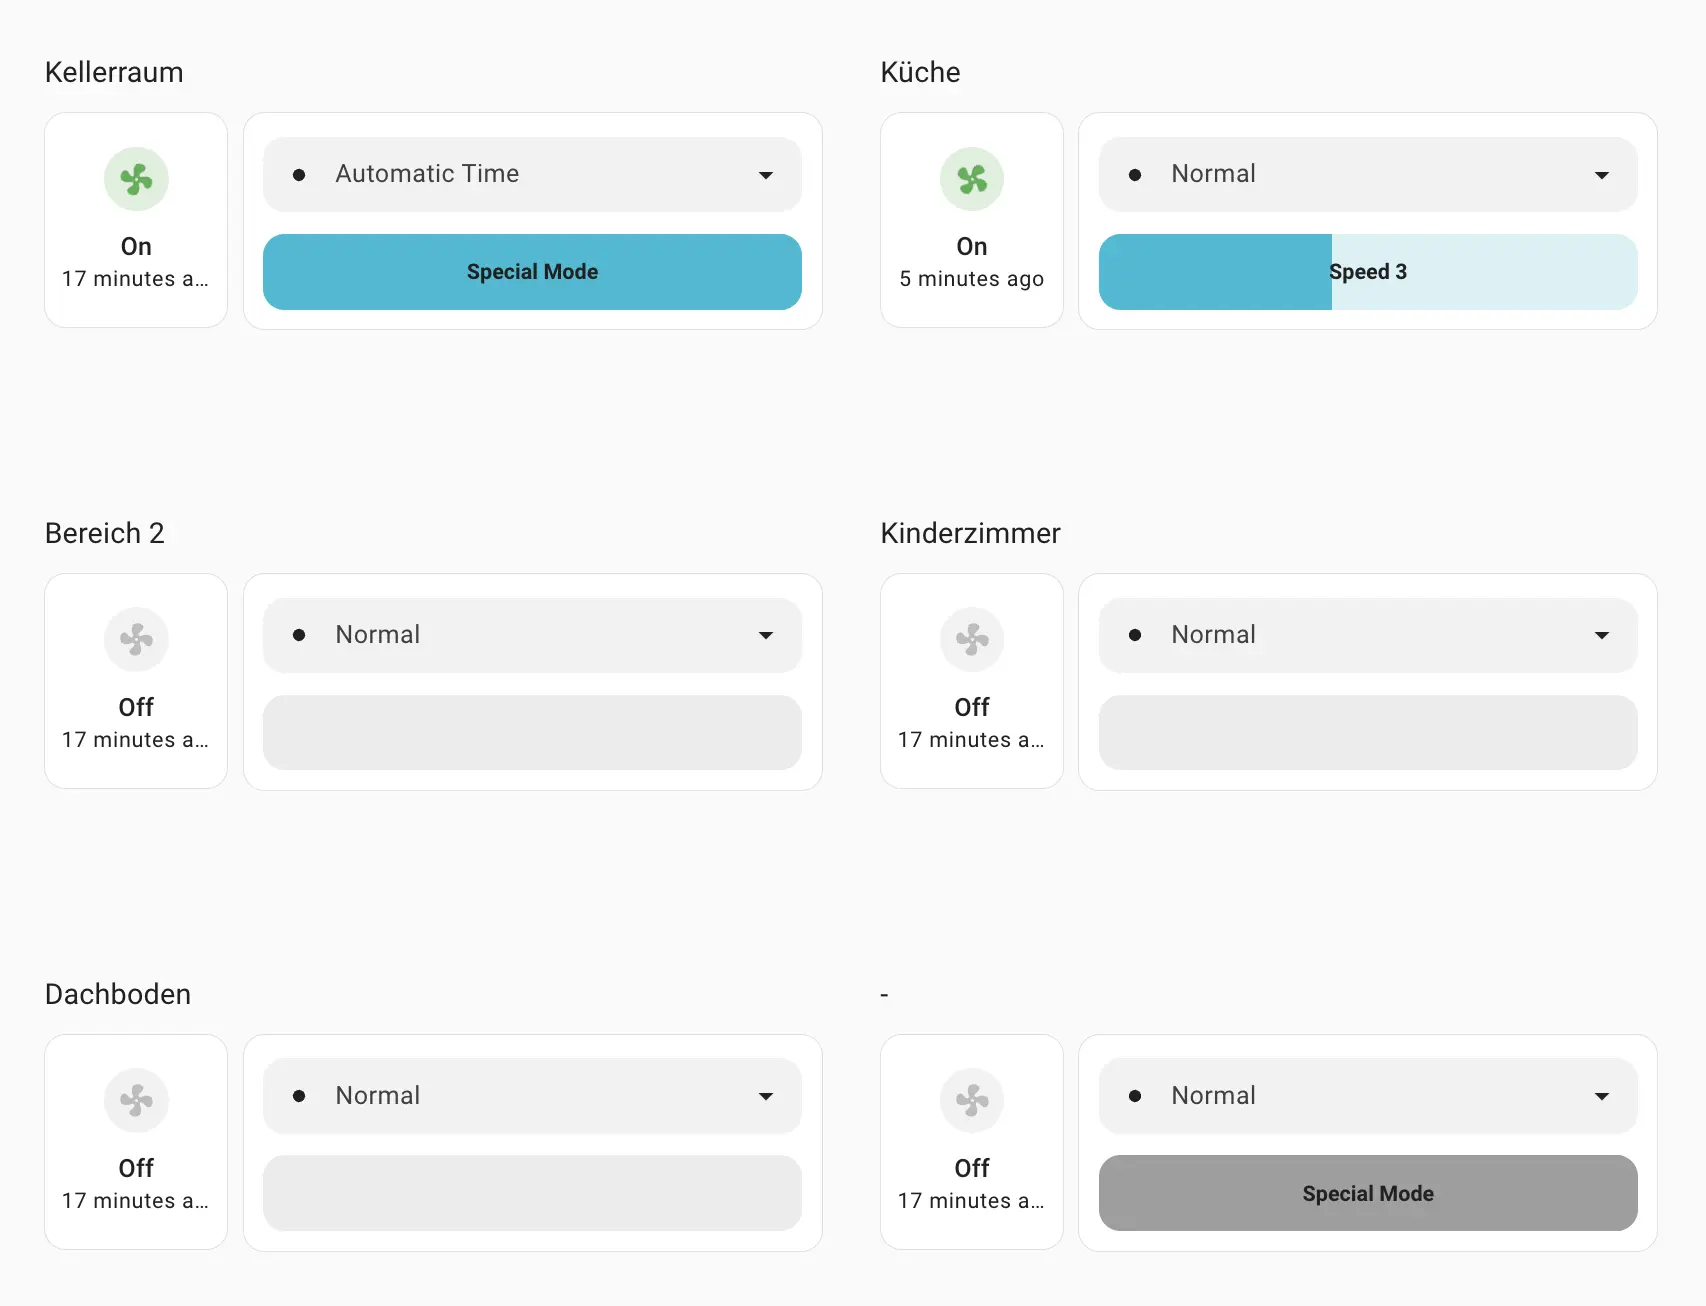 Kellerraum
On
17 minutes a...
Automatic Time
Special Mode
Küche
On
5 minutes ago
Normal
Speed 3
Bereich 2
Off
17 minutes a...
Normal
Kinderzimmer
Off
17 minutes a...
Normal
Dachboden
Off
17 minutes a...
Normal
-
Off
17 minutes a...
Normal
Special Mode